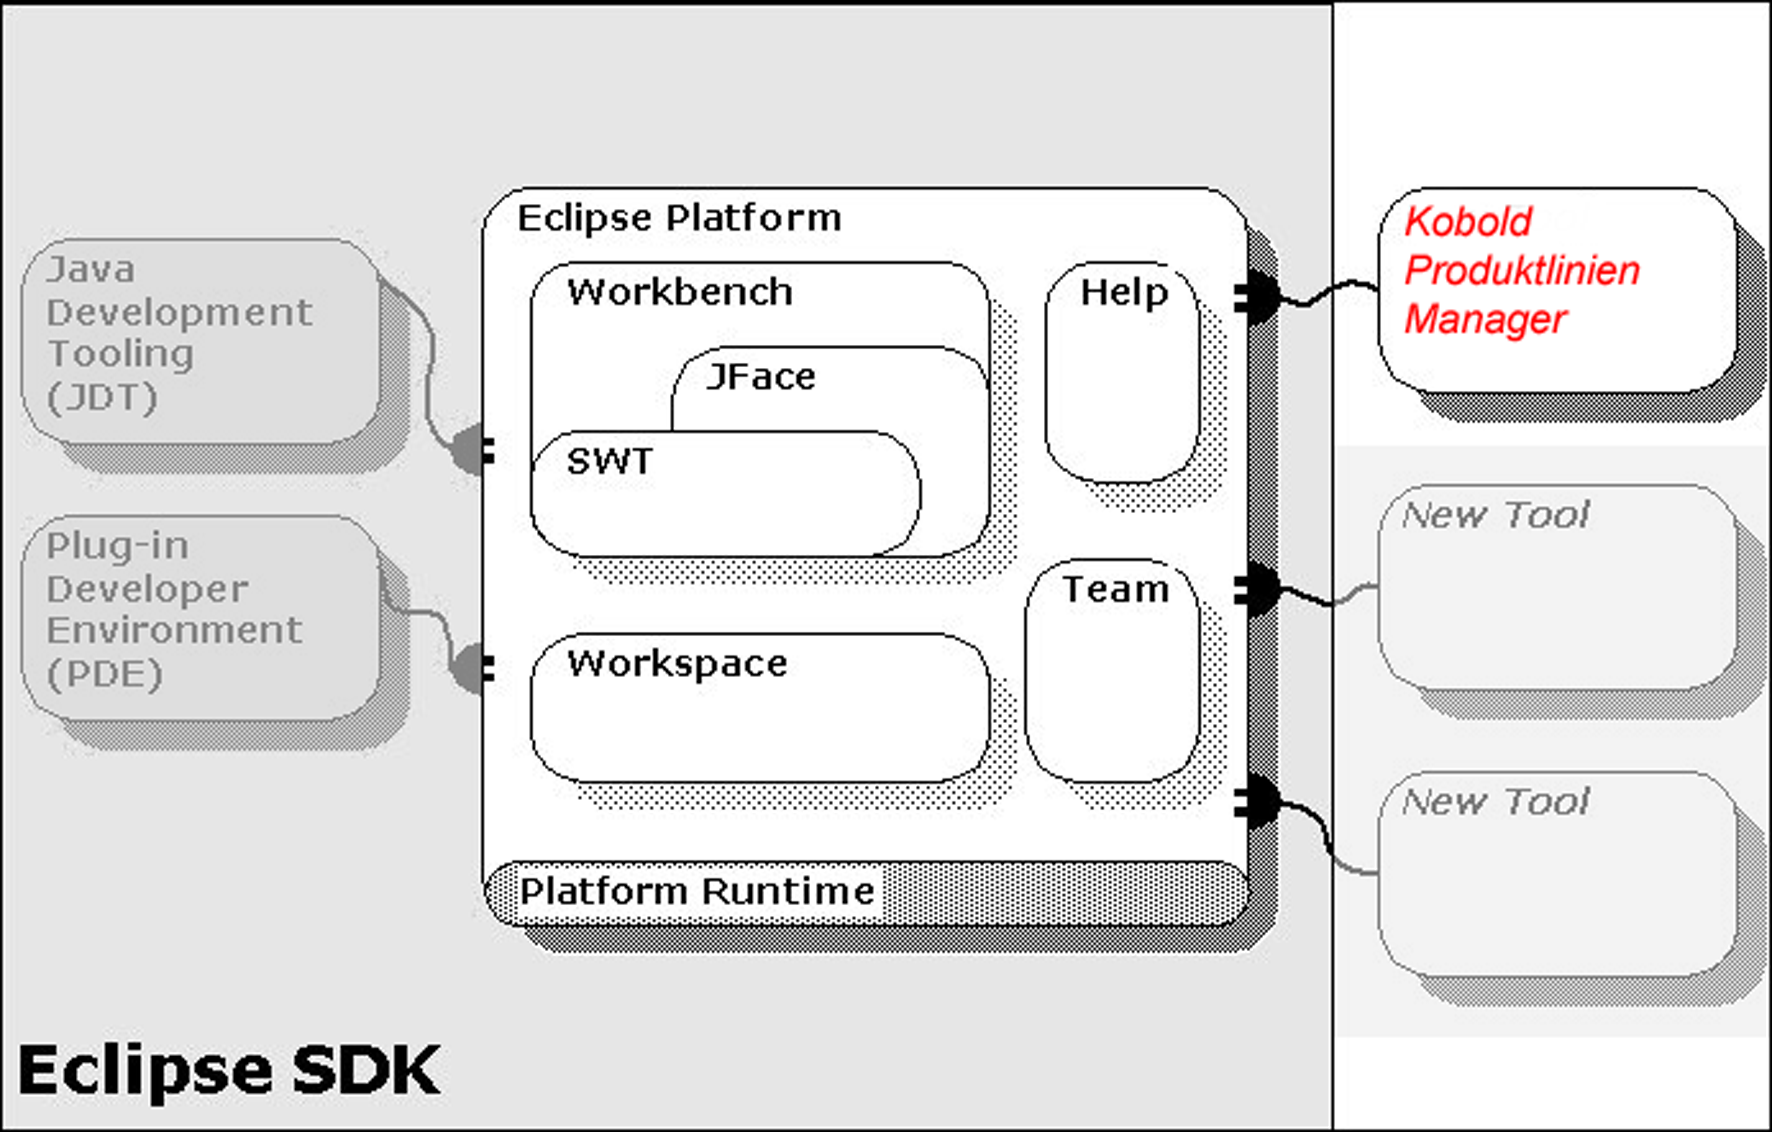 Eclipse Platform
Java
Development
Tooling
(JDT)
Plug-in
Developer
Environment
(PDE)
Workbench
JFace
SWT
Help
Team
Workspace
Platform Runtime
Kobold
Produktlinien
Manager
New Tool
New Tool
Eclipse SDK